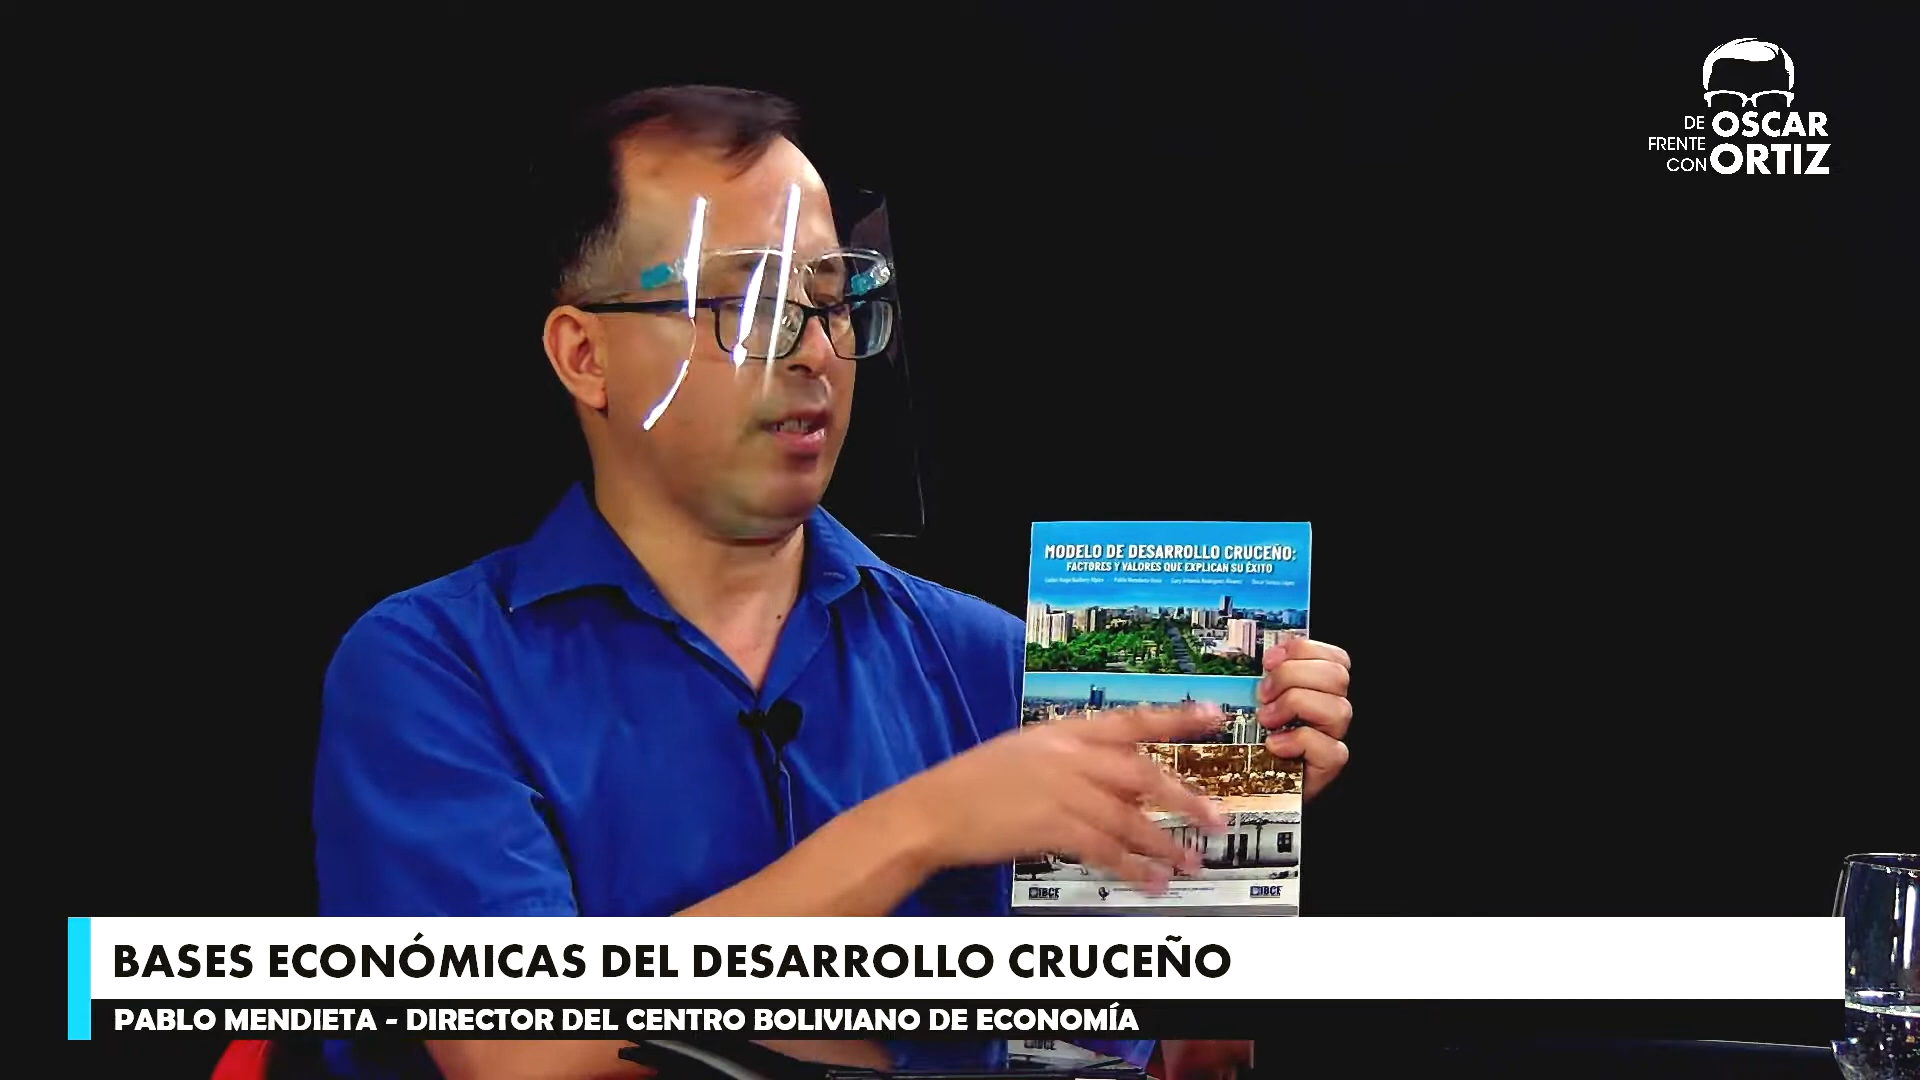 DE
FRENTE
CON
OSCAR
ORTIZ
MODELO DE DESARROLLO CRUCEÑO:
FACTORES Y VALORES QUE EXPLICAN SU ÉXITO
IBCE
IBCE
BASES ECONÓMICAS DEL DESARROLLO CRUCEÑO
PABLO MENDIETA - DIRECTOR DEL CENTRO BOLIVIANO DE ECONOMÍA